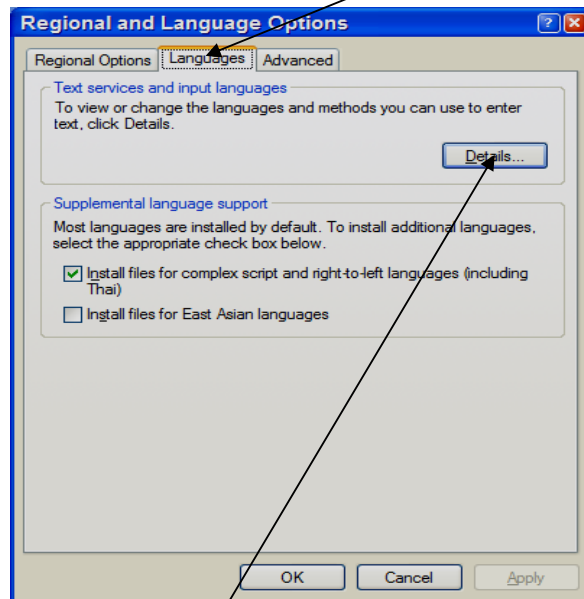 Regional and Language Options
Regional Options Languages Advanced
Text services and input languages
To view or change the languages and methods you can use to enter
text, click Details.
Details...
Supplemental language support
Most languages are installed by default. To install additional languages,
select the appropriate check box below.
Install files for complex script and right-to-left languages (including
Thai)
Install files for East Asian languages
OK Cancel Apply